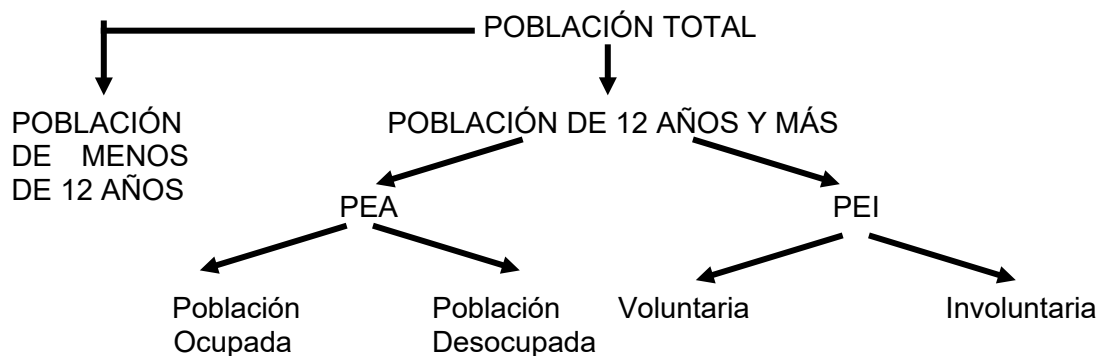 POBLACIÓN TOTAL
POBLACIÓN
DE MENOS
DE 12 AÑOS
POBLACIÓN DE 12 AÑOS Y MÁS
PEA
PEI
Población
Ocupada
Población
Desocupada
Voluntaria
Involuntaria